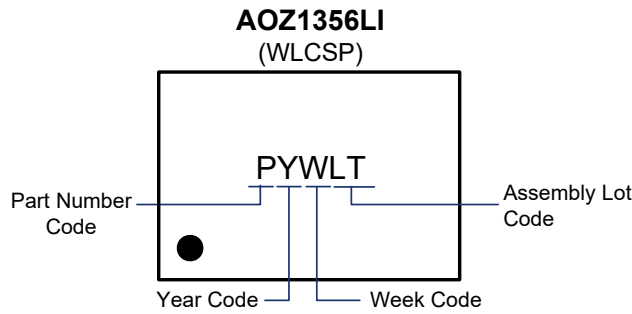 AOZ1356LI
(WLCSP)
PYWLT
Part Number
Code
Assembly Lot
Code
Year Code
Week Code